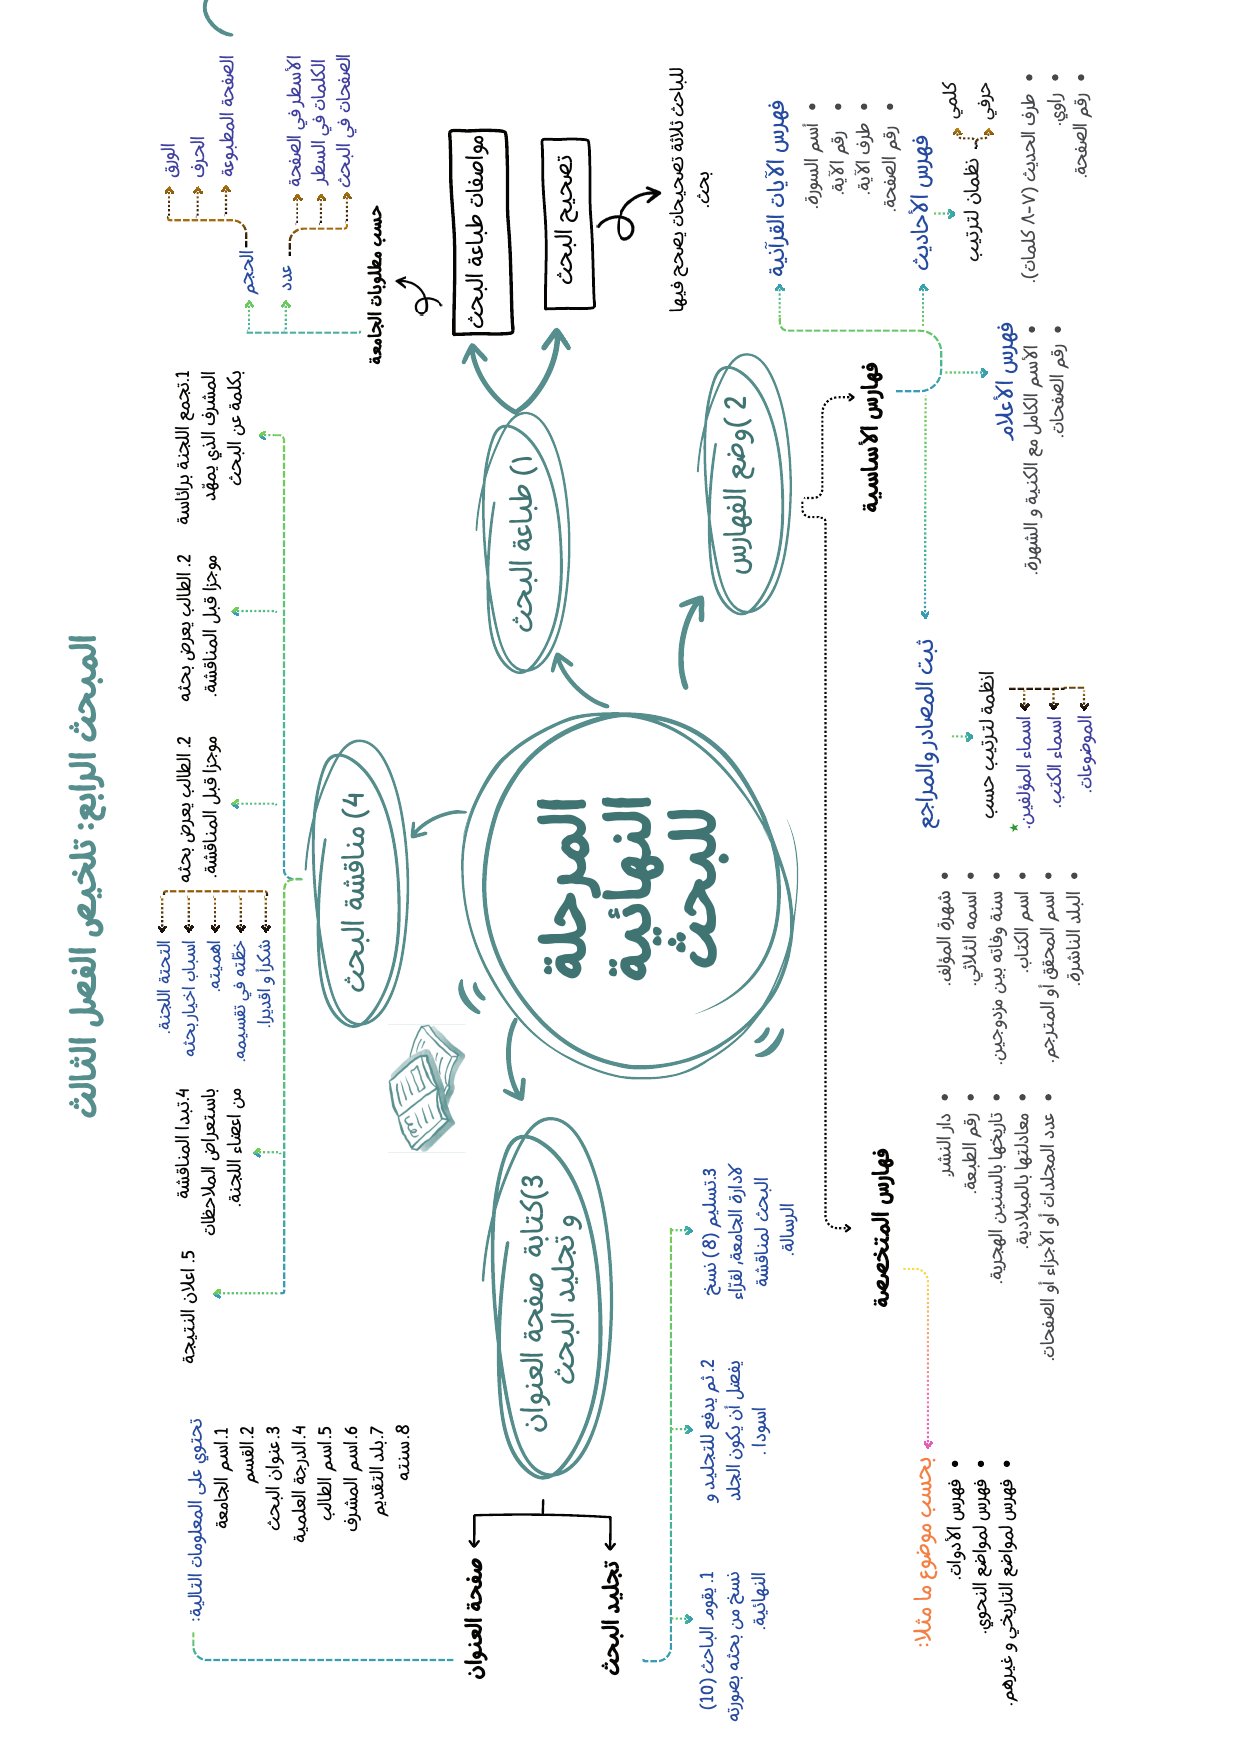 المبحث الرابع: تلخيص الفصل الثالث
المرحلة
النهائية
للبحث
1) طباعة البحث
مواصفات طباعة البحث
حسب مطلوبات الجامعة
الحجم
الورق
الحرف
الصفحة المطبوعة
عدد
الأسطر في الصفحة
الكلمات في السطر
الصفحات في البحث
تصحيح البحث
للباحث ثلاثة تصحيحات يصحح فيها
بحث.
2 )وضع الفهارس
فهارس الأساسية
فهرس الآيات القرآنية
• أسم السورة.
• رقم الآية.
• طرف الآية.
• رقم الصفحة.
فهرس الأحاديث
نظمان لترتيب
كلمي
حرفي
• طرف الحديث (٧-٨ كلمات).
• راوي.
• رقم الصفحة.
فهرس الأعلام
• الاسم الكامل مع الكنية و الشهرة.
• رقم الصفحات.
ثبت المصادر والمراجع
انظمة لترتيب حسب
اسماء المؤلفين.
اسماء الكتب.
الموضوعات.
• شهرة المؤلف.
• اسمه الثلاثي.
• سنة وفاته بين مزدوجين.
• اسم الكتاب.
• اسم المحقق أو المترجم.
• البلد الناشرة.
• دار النشر
• رقم الطبعة.
• تاريخها بالسنين الهجرية.
• معادلتها بالميلادية.
• عدد المجلدات أو الأجزاء أو الصفحات.
فهارس المتخصصة
بحسب موضوع ما مثلا:
• فهرس الأدوات.
• فهرس لمواضع النحوي.
• فهرس لمواضع التاريخي و غيرهم.
3)كتابة صفحة العنوان
و تجليد البحث
صفحة العنوان
تحتوي على المعلومات التالية:
1.اسم الجامعة
2.القسم
3.عنوان البحث
4.الدرجة العلمية
5.اسم الطالب
6.اسم المشرف
7.بلد التقديم
8.سنته
تجليد البحث
1. يقوم الباحث (10)
نسخ من بحثه بصورته
النهائية.
2. ثم يدفع للتجليد و
يفضل أن يكون الجلد
اسودا .
3.تسليم (8) نسخ
لادارة الجامعة, لقرّاء
البحث لمناقشة
الرسالة.
4) مناقشة البحث
1.تجمع اللجنة برائاسة
المشرف الذي يمهّد
بكلمة عن البحث
2. الطالب يعرض بحثه
موجزا قبل المناقشة.
2. الطالب يعرض بحثه
موجزا قبل المناقشة.
التحتة اللجنة.
اسباب اخيار بحثه
اهميته.
خطّته في تقسيمه.
شكرا و اقديرا.
4.تبدا المناقشة
باستعراض الملاحظات
من اعضاء اللجنة.
5. اعلان النتيجة